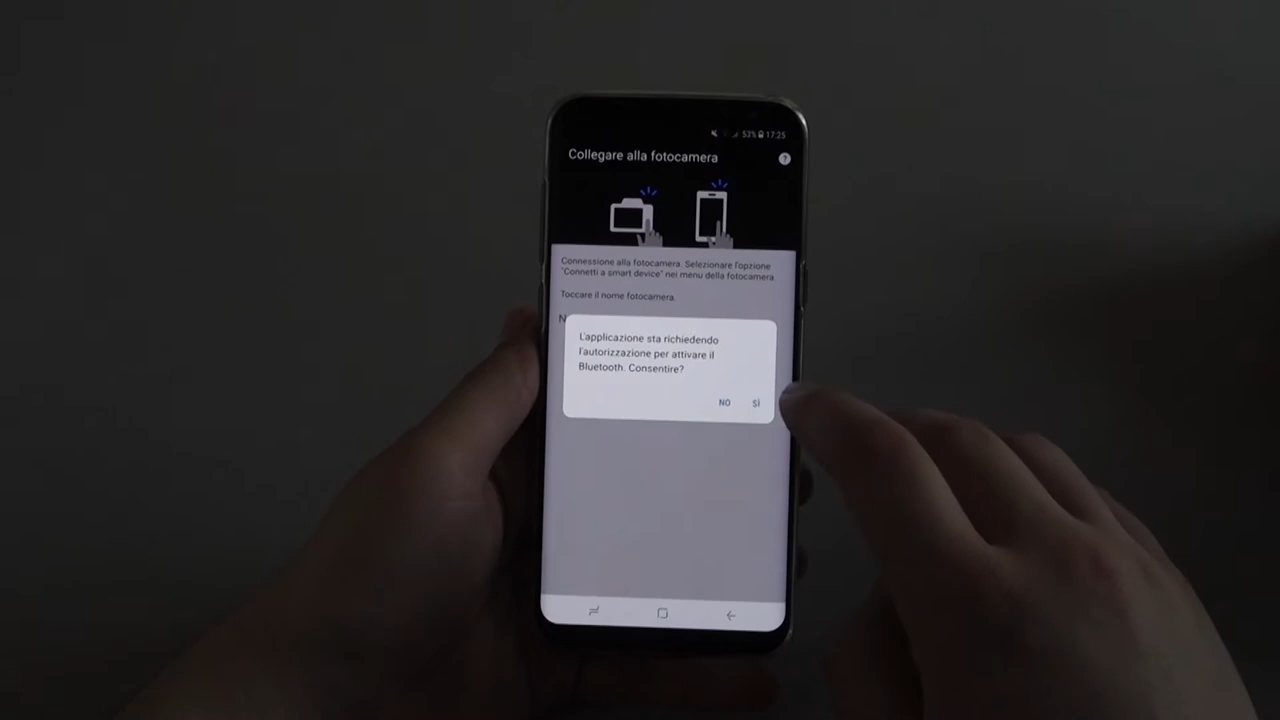 53% 17:25
Collegare alla fotocamera
?
Connessione alla fotocamera. Selezionare l'opzione
"Connetti a smart device" nei menu della fotocamera.
Toccare il nome fotocamera.
N
L'applicazione sta richiedendo
l'autorizzazione per attivare il
Bluetooth. Consentire?
NO SÌ